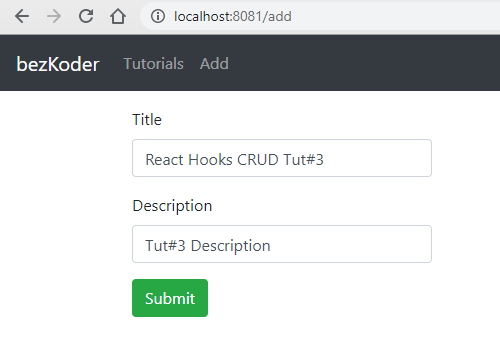 localhost:8081/add
bezKoder Tutorials Add
Title
React Hooks CRUD Tut#3
Description
Tut#3 Description
Submit